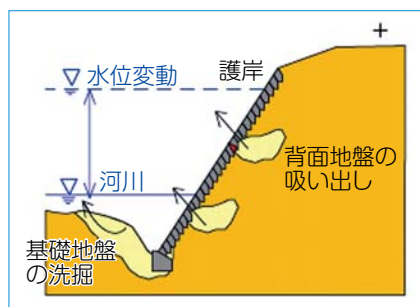 水位変動
護岸
河川
背面地盤の
吸い出し
基礎地盤
の洗掘